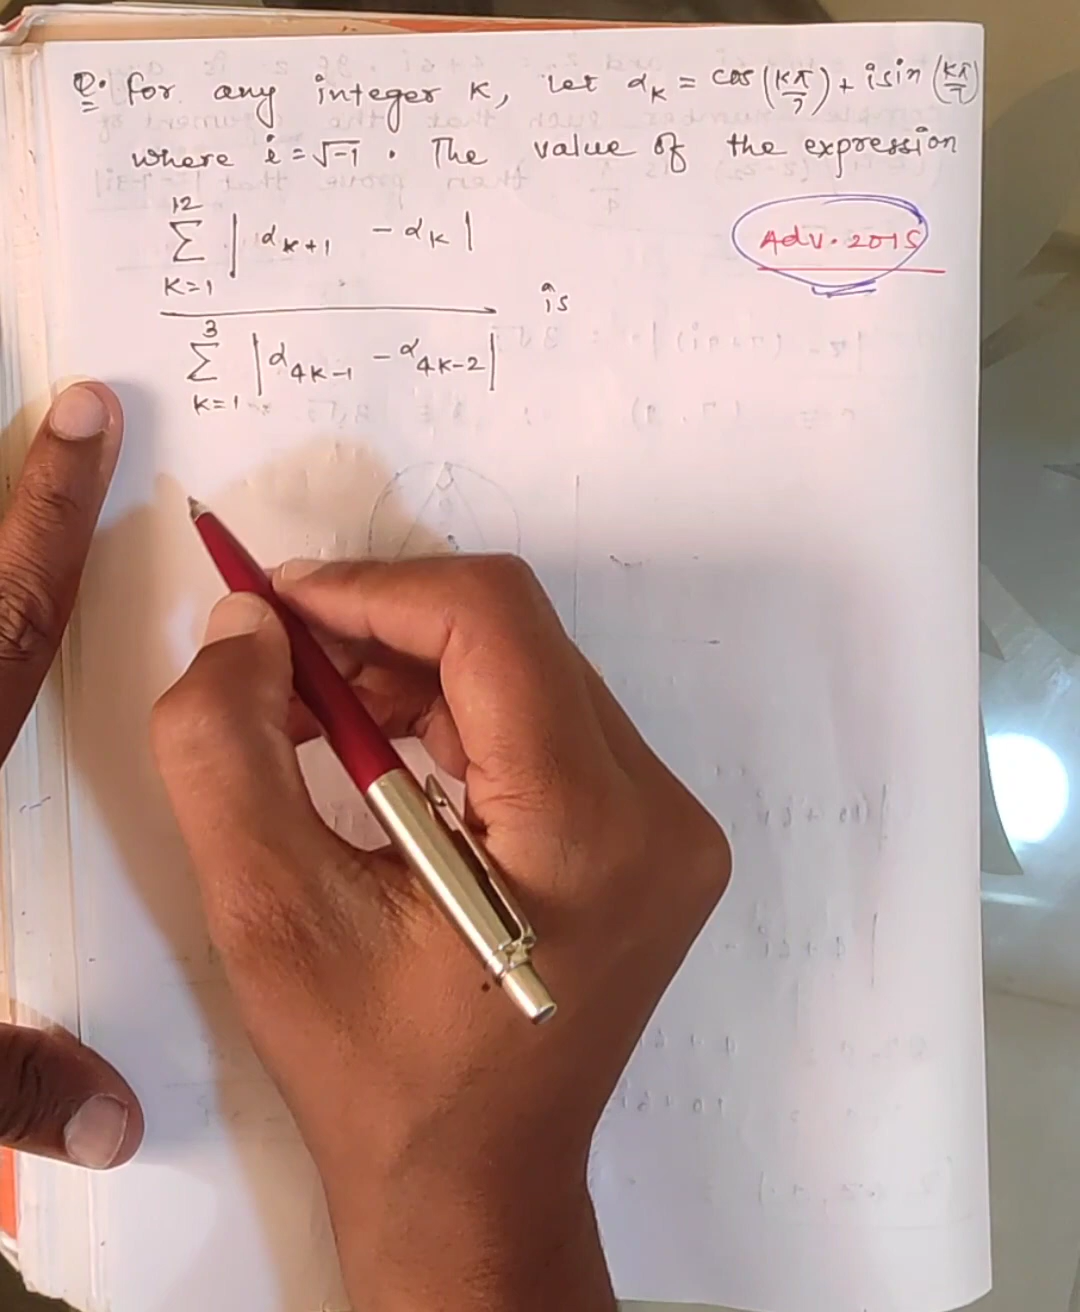 Q. For any integer K, Let αₖ = cos (kπ/7) + i sin (kπ/7)
where i = √-1 . The value of the expression
12
Σ |αₖ₊₁ - αₖ|
K=1
Adv. 2015
is
3
Σ |α₄ₖ₋₁ - α₄ₖ₋₂|
K=1